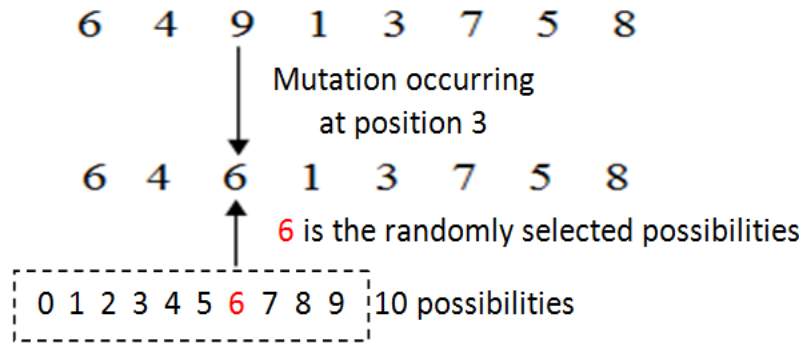 6 4 9 1 3 7 5 8
Mutation occurring
at position 3
6 4 6 1 3 7 5 8
6 is the randomly selected possibilities
0 1 2 3 4 5 6 7 8 9 10 possibilities